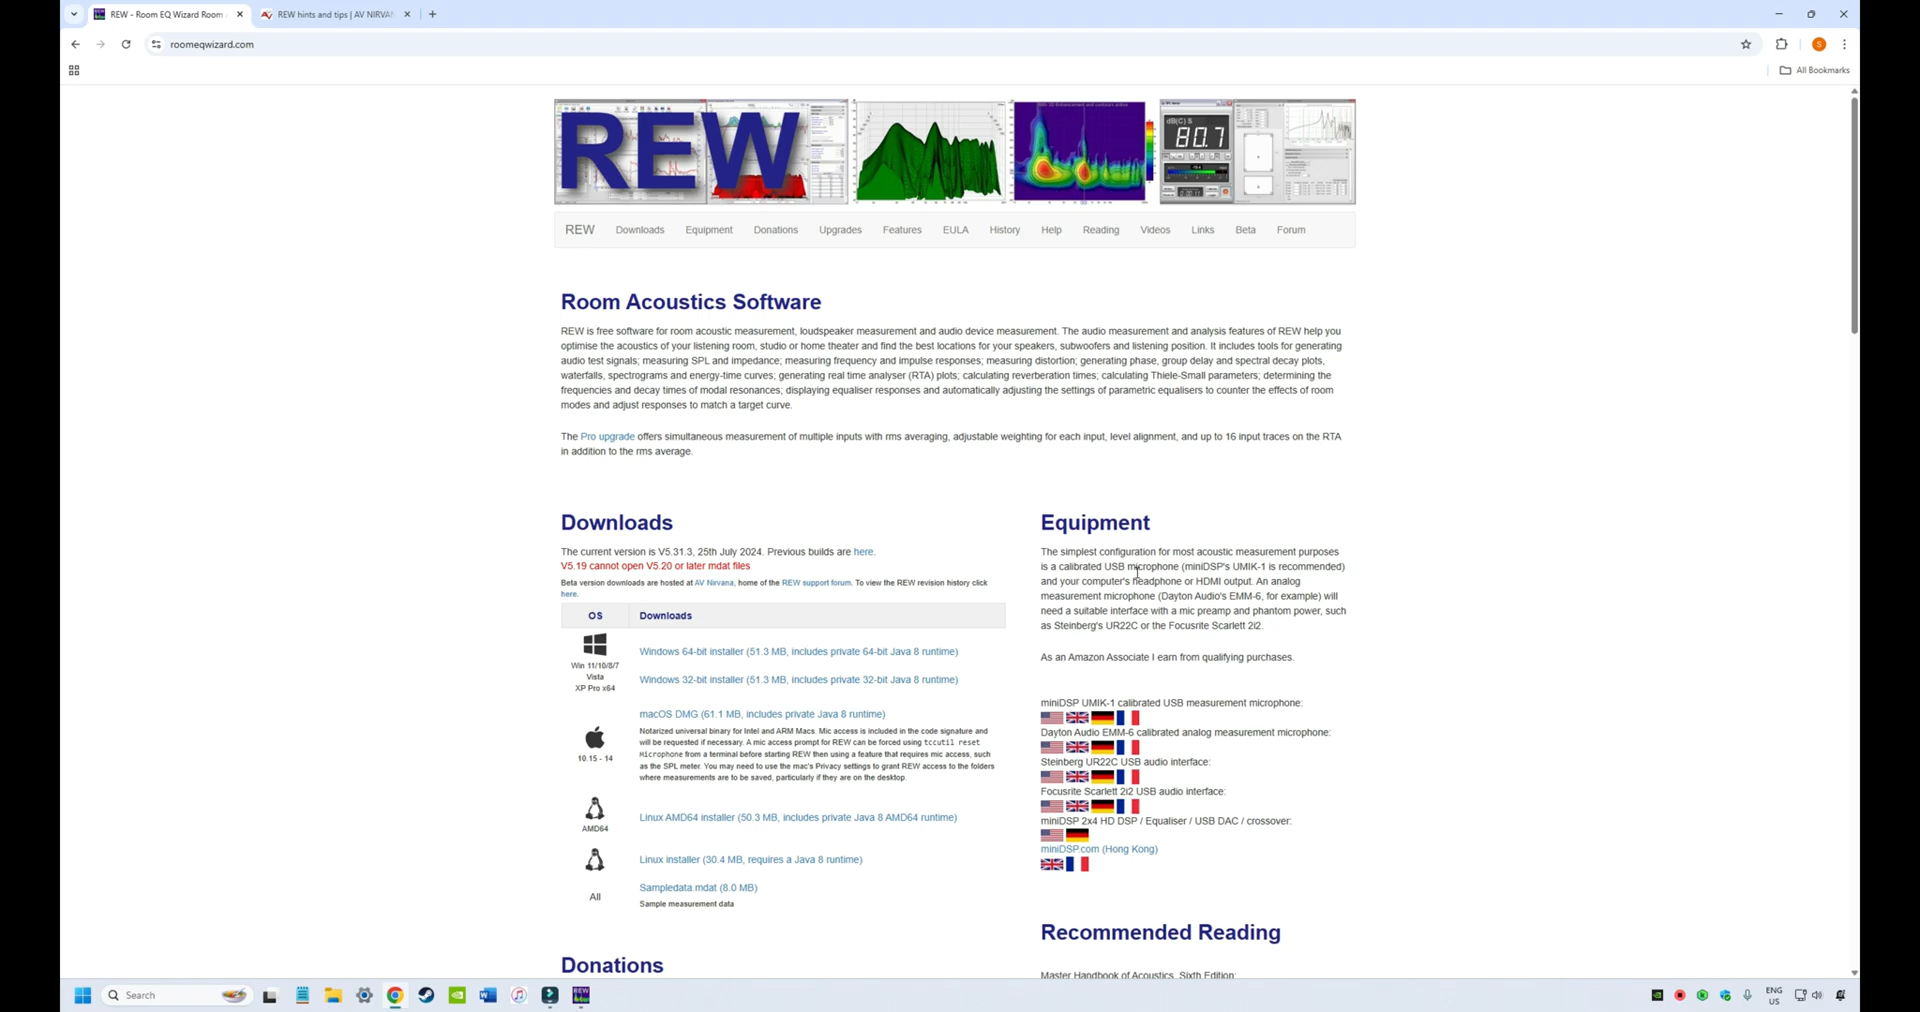 REW - Room EQ Wizard Room
REW hints and tips | AV NIRVAN
roomeqwizard.com
All Bookmarks
REW
dB(C) S
80.7
REW Downloads Equipment Donations Upgrades Features EULA History Help Reading Videos Links Beta Forum
Room Acoustics Software
REW is free software for room acoustic measurement, loudspeaker measurement and audio device measurement. The audio measurement and analysis features of REW help you
optimise the acoustics of your listening room, studio or home theater and find the best locations for your speakers, subwoofers and listening position. It includes tools for generating
audio test signals; measuring SPL and impedance; measuring frequency and impulse responses; measuring distortion; generating phase, group delay and spectral decay plots,
waterfalls, spectrograms and energy-time curves; generating real time analyser (RTA) plots; calculating reverberation times; calculating Thiele-Small parameters; determining the
frequencies and decay times of modal resonances; displaying equaliser responses and automatically adjusting the settings of parametric equalisers to counter the effects of room
modes and adjust responses to match a target curve.
The Pro upgrade offers simultaneous measurement of multiple inputs with rms averaging, adjustable weighting for each input, level alignment, and up to 16 input traces on the RTA
in addition to the rms average.
Downloads
The current version is V5.31.3, 25th July 2024. Previous builds are here.
V5.19 cannot open V5.20 or later mdat files
Beta version downloads are hosted at AV Nirvana, home of the REW support forum. To view the REW revision history click
here.
OS Downloads
Win 11/10/8/7
Vista
XP Pro x64
Windows 64-bit installer (51.3 MB, includes private 64-bit Java 8 runtime)
Windows 32-bit installer (51.3 MB, includes private 32-bit Java 8 runtime)
10.15 - 14
macOS DMG (61.1 MB, includes private Java 8 runtime)
Notarized universal binary for Intel and ARM Macs. Mic access is included in the code signature and
will be requested if necessary. A mic access prompt for REW can be forced using tccutil reset
Microphone from a terminal before starting REW then using a feature that requires mic access, such
as the SPL meter. You may need to use the mac's Privacy settings to grant REW access to the folders
where measurements are to be saved, particularly if they are on the desktop.
AMD64
Linux AMD64 installer (50.3 MB, includes private Java 8 AMD64 runtime)
Linux installer (30.4 MB, requires a Java 8 runtime)
All
Sampledata.mdat (8.0 MB)
Sample measurement data
Donations
Equipment
The simplest configuration for most acoustic measurement purposes
is a calibrated USB microphone (miniDSP's UMIK-1 is recommended)
and your computer's headphone or HDMI output. An analog
measurement microphone (Dayton Audio's EMM-6, for example) will
need a suitable interface with a mic preamp and phantom power, such
as Steinberg's UR22C or the Focusrite Scarlett 2i2.
As an Amazon Associate I earn from qualifying purchases.
miniDSP UMIK-1 calibrated USB measurement microphone:
Dayton Audio EMM-6 calibrated analog measurement microphone:
Steinberg UR22C USB audio interface:
Focusrite Scarlett 2i2 USB audio interface:
miniDSP 2x4 HD DSP / Equaliser / USB DAC / crossover:
miniDSP.com (Hong Kong)
Recommended Reading
Master Handbook of Acoustics, Sixth Edition:
Search
ENG
US